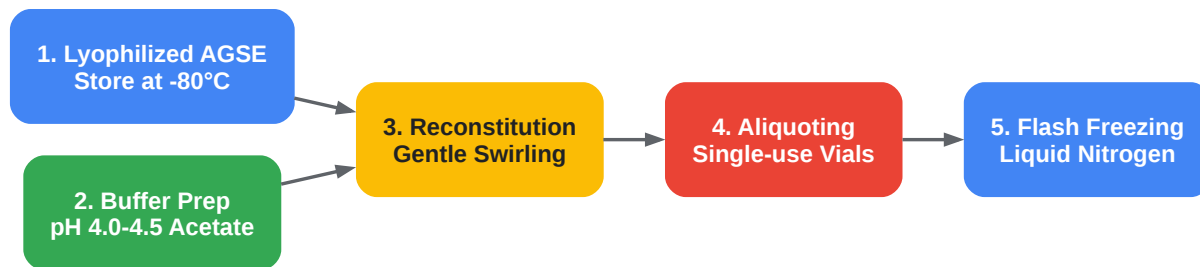 1. Lyophilized AGSE
Store at -80°C
2. Buffer Prep
pH 4.0-4.5 Acetate
3. Reconstitution
Gentle Swirling
4. Aliquoting
Single-use Vials
5. Flash Freezing
Liquid Nitrogen